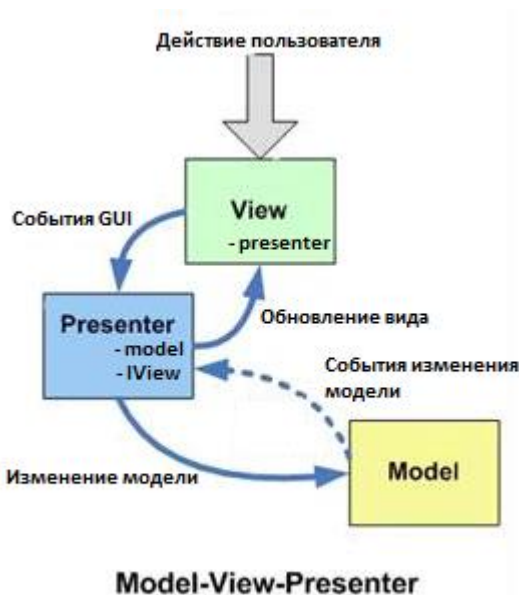 Действие пользователя
View
- presenter
События GUI
Presenter
- model
- IView
Обновление вида
События изменения
модели
Изменение модели
Model
Model-View-Presenter